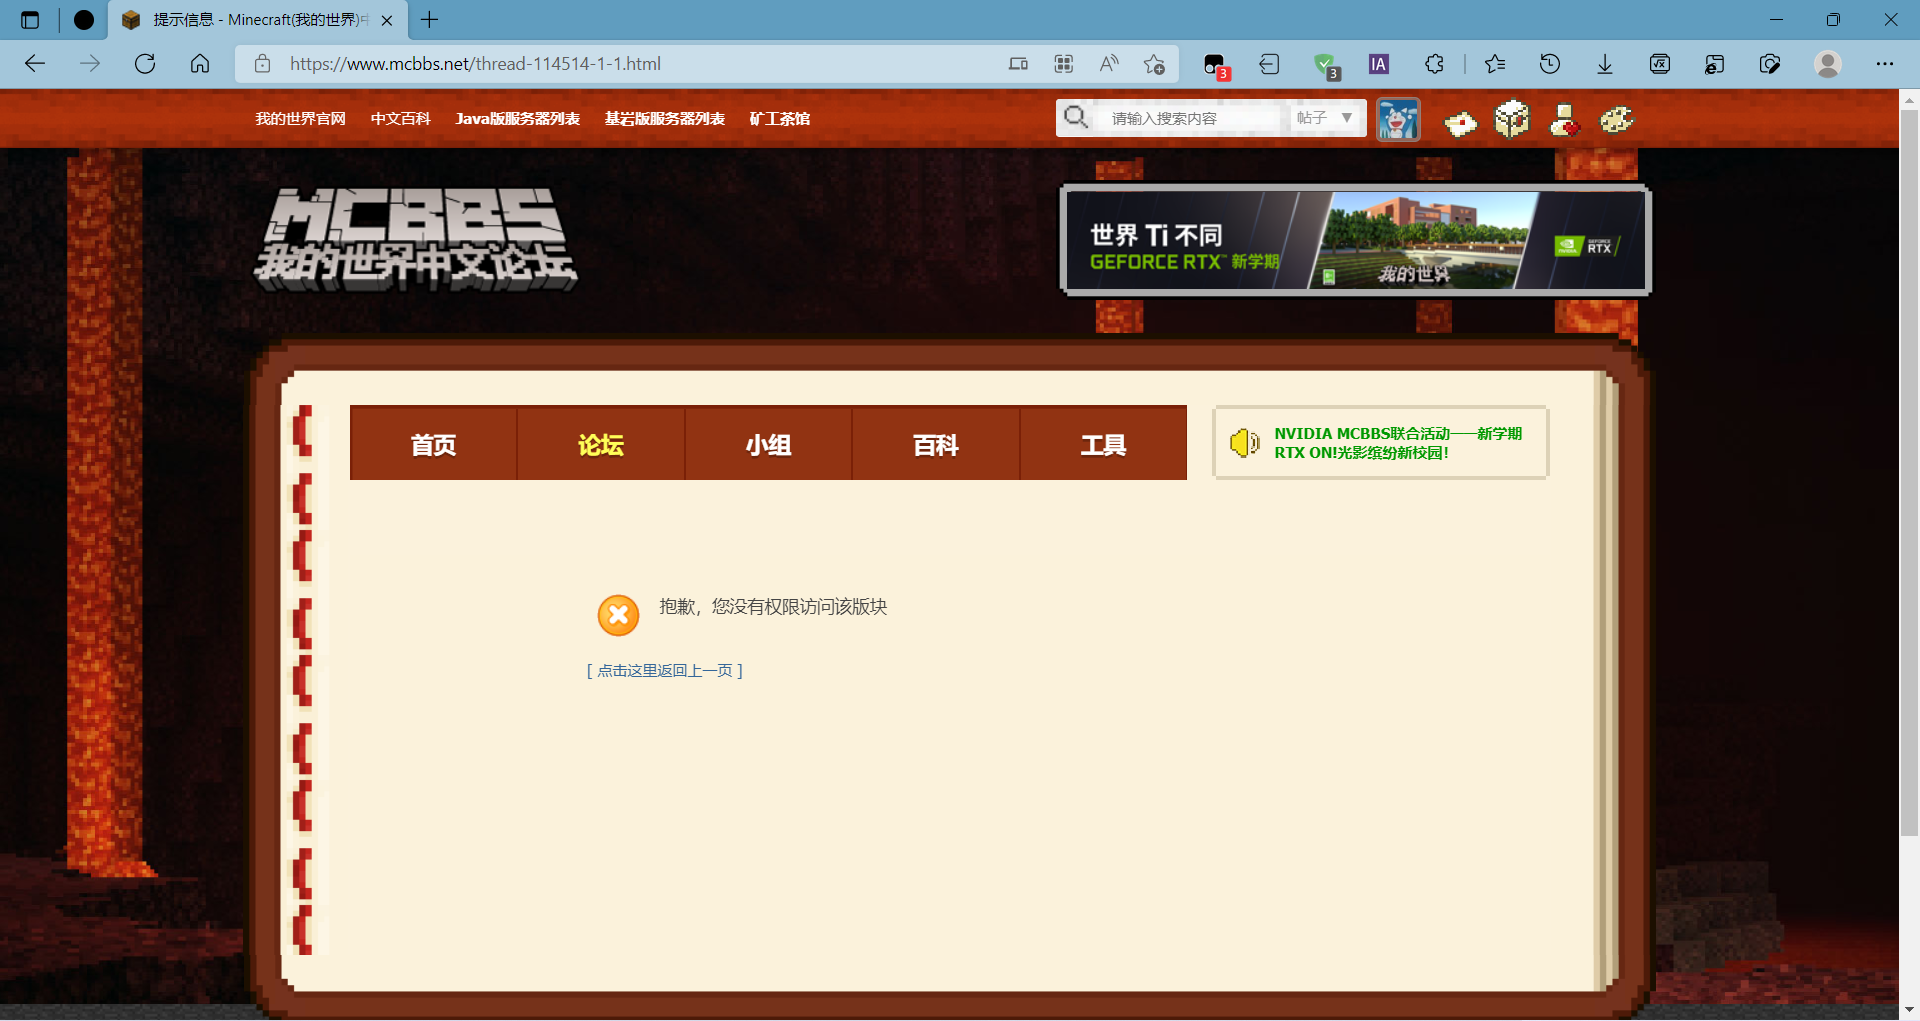 提示信息 - Minecraft(我的世界)中
https://www.mcbbs.net/thread-114514-1-1.html
3
3
IA
我的世界官网 中文百科 Java版服务器列表 基岩版服务器列表 矿工茶馆
请输入搜索内容 帖子 ▼
MCBBS
我的世界中文论坛
世界 Ti 不同
GEFORCE RTX™ 新学期
我的世界
NVIDIA GEFORCE RTX
首页 论坛 小组 百科 工具
NVIDIA MCBBS联合活动——新学期
RTX ON!光影缤纷新校园!
抱歉，您没有权限访问该版块
[ 点击这里返回上一页 ]